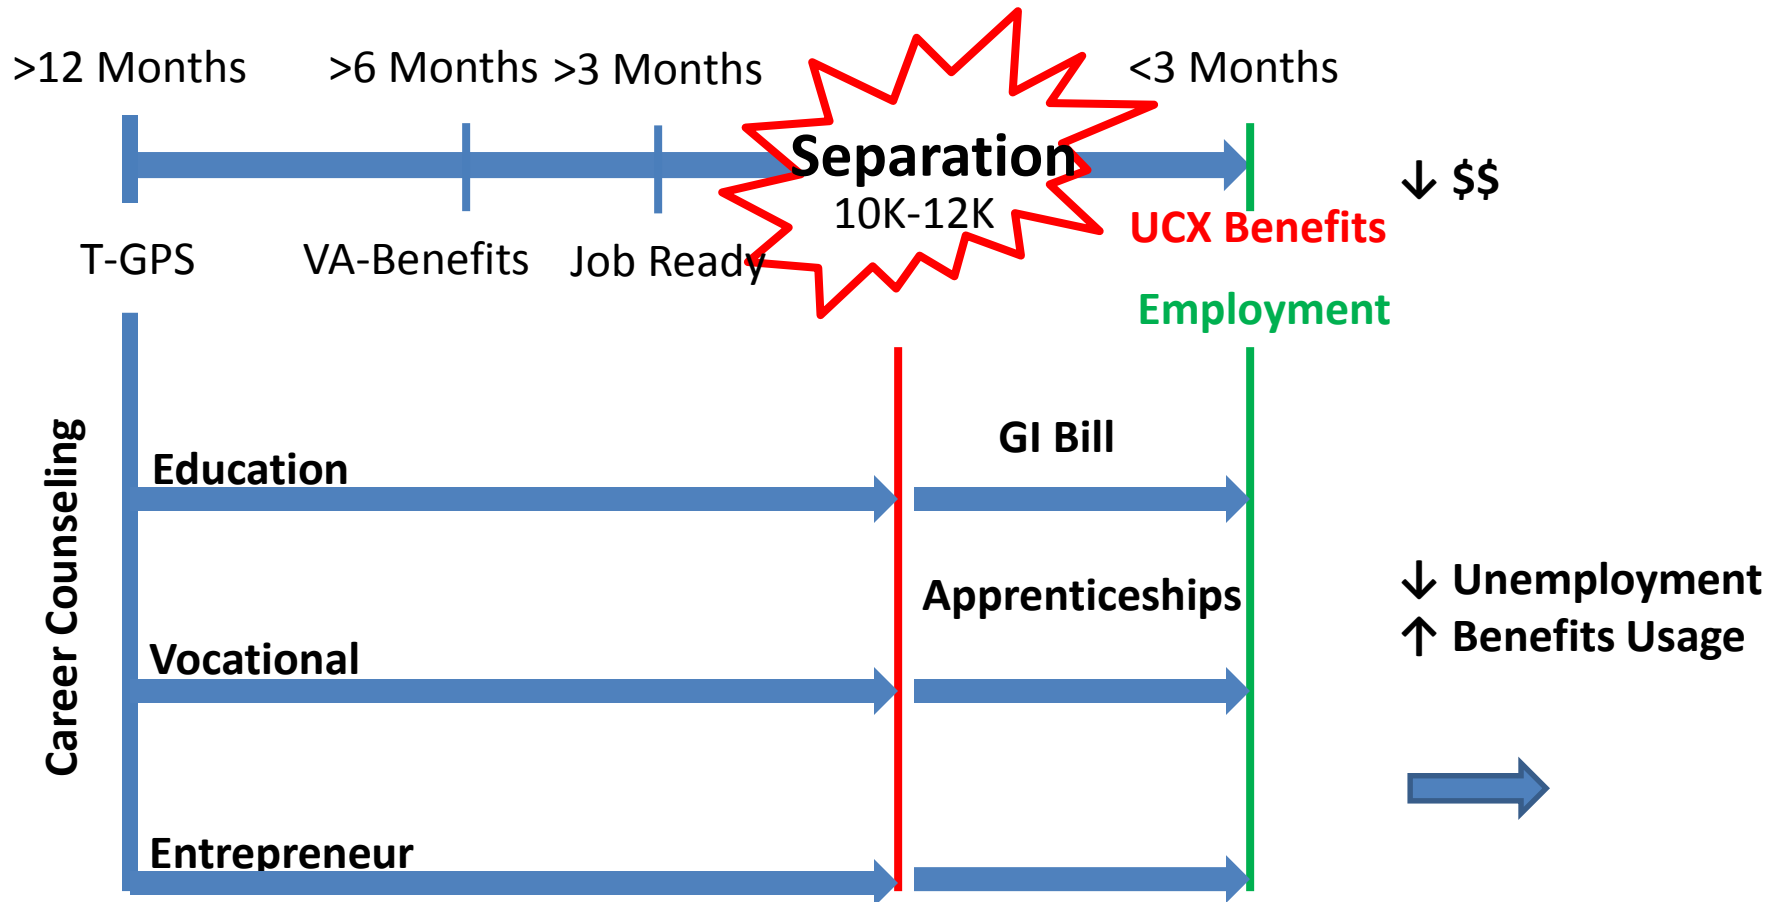 >12 Months
>6 Months
>3 Months
<3 Months
Separation
10K-12K
↓ $$
UCX Benefits
T-GPS
VA-Benefits
Job Ready
Employment
Career Counseling
Education
GI Bill
Apprenticeships
↓ Unemployment
↑ Benefits Usage
Vocational
Entrepreneur